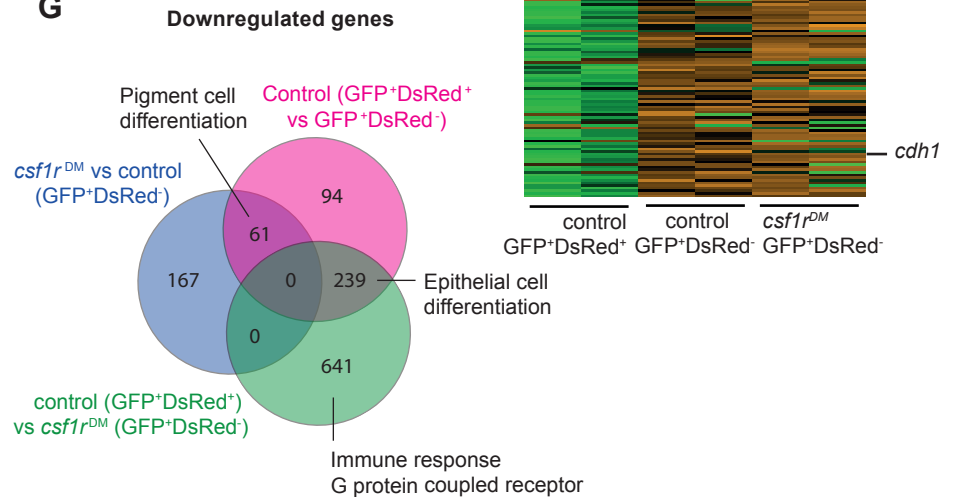 G
Downregulated genes
Pigment cell
differentiation
Control (GFP+DsRed+
vs GFP+DsRed-)
csf1r DM vs control
(GFP+DsRed-)
94
61
167
0
239
Epithelial cell
differentiation
0
641
control (GFP+DsRed+)
vs csf1r DM (GFP+DsRed-)
Immune response
G protein coupled receptor
cdh1
control
GFP+DsRed+
control
GFP+DsRed-
csf1rDM
GFP+DsRed-